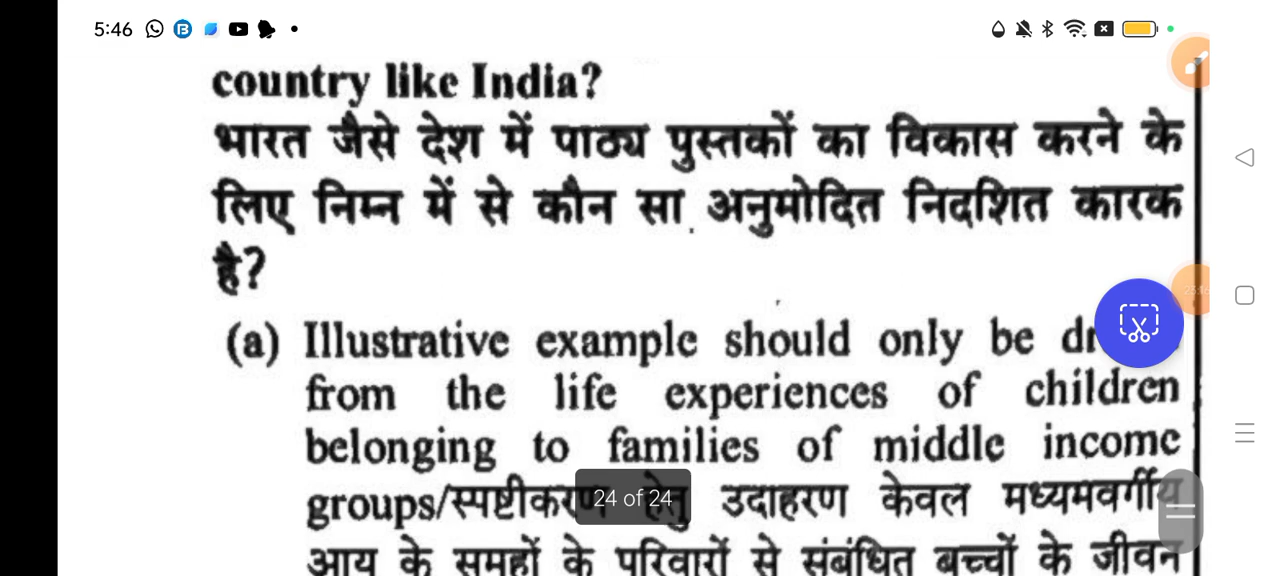 5:46
country like India?
भारत जैसे देश में पाठ्य पुस्तकों का विकास करने के
लिए निम्न में से कौन सा अनुमोदित निदशित कारक
है?
(a) Illustrative example should only be
from the life experiences of children
belonging to families of middle income
groups/स्पष्टीकरण हेतु उदाहरण केवल मध्यमवर्गीय
24 of 24
आय के समूहों के परिवारों से संबंधित बच्चों के जीवन